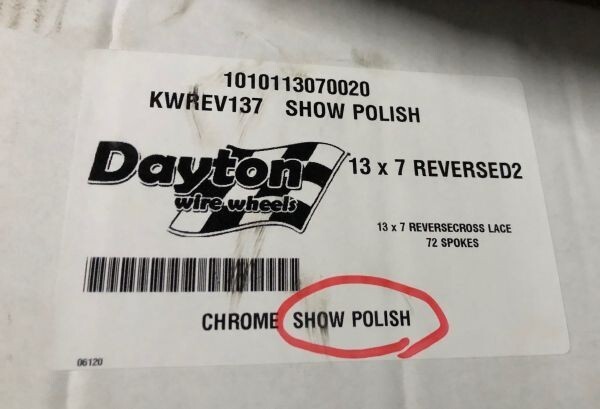 1010113070020
KWREV137 SHOW POLISH
Dayton
wire wheels
13 x 7 REVERSED2
13 x 7 REVERSECROSS LACE
72 SPOKES
CHROME SHOW POLISH
06120